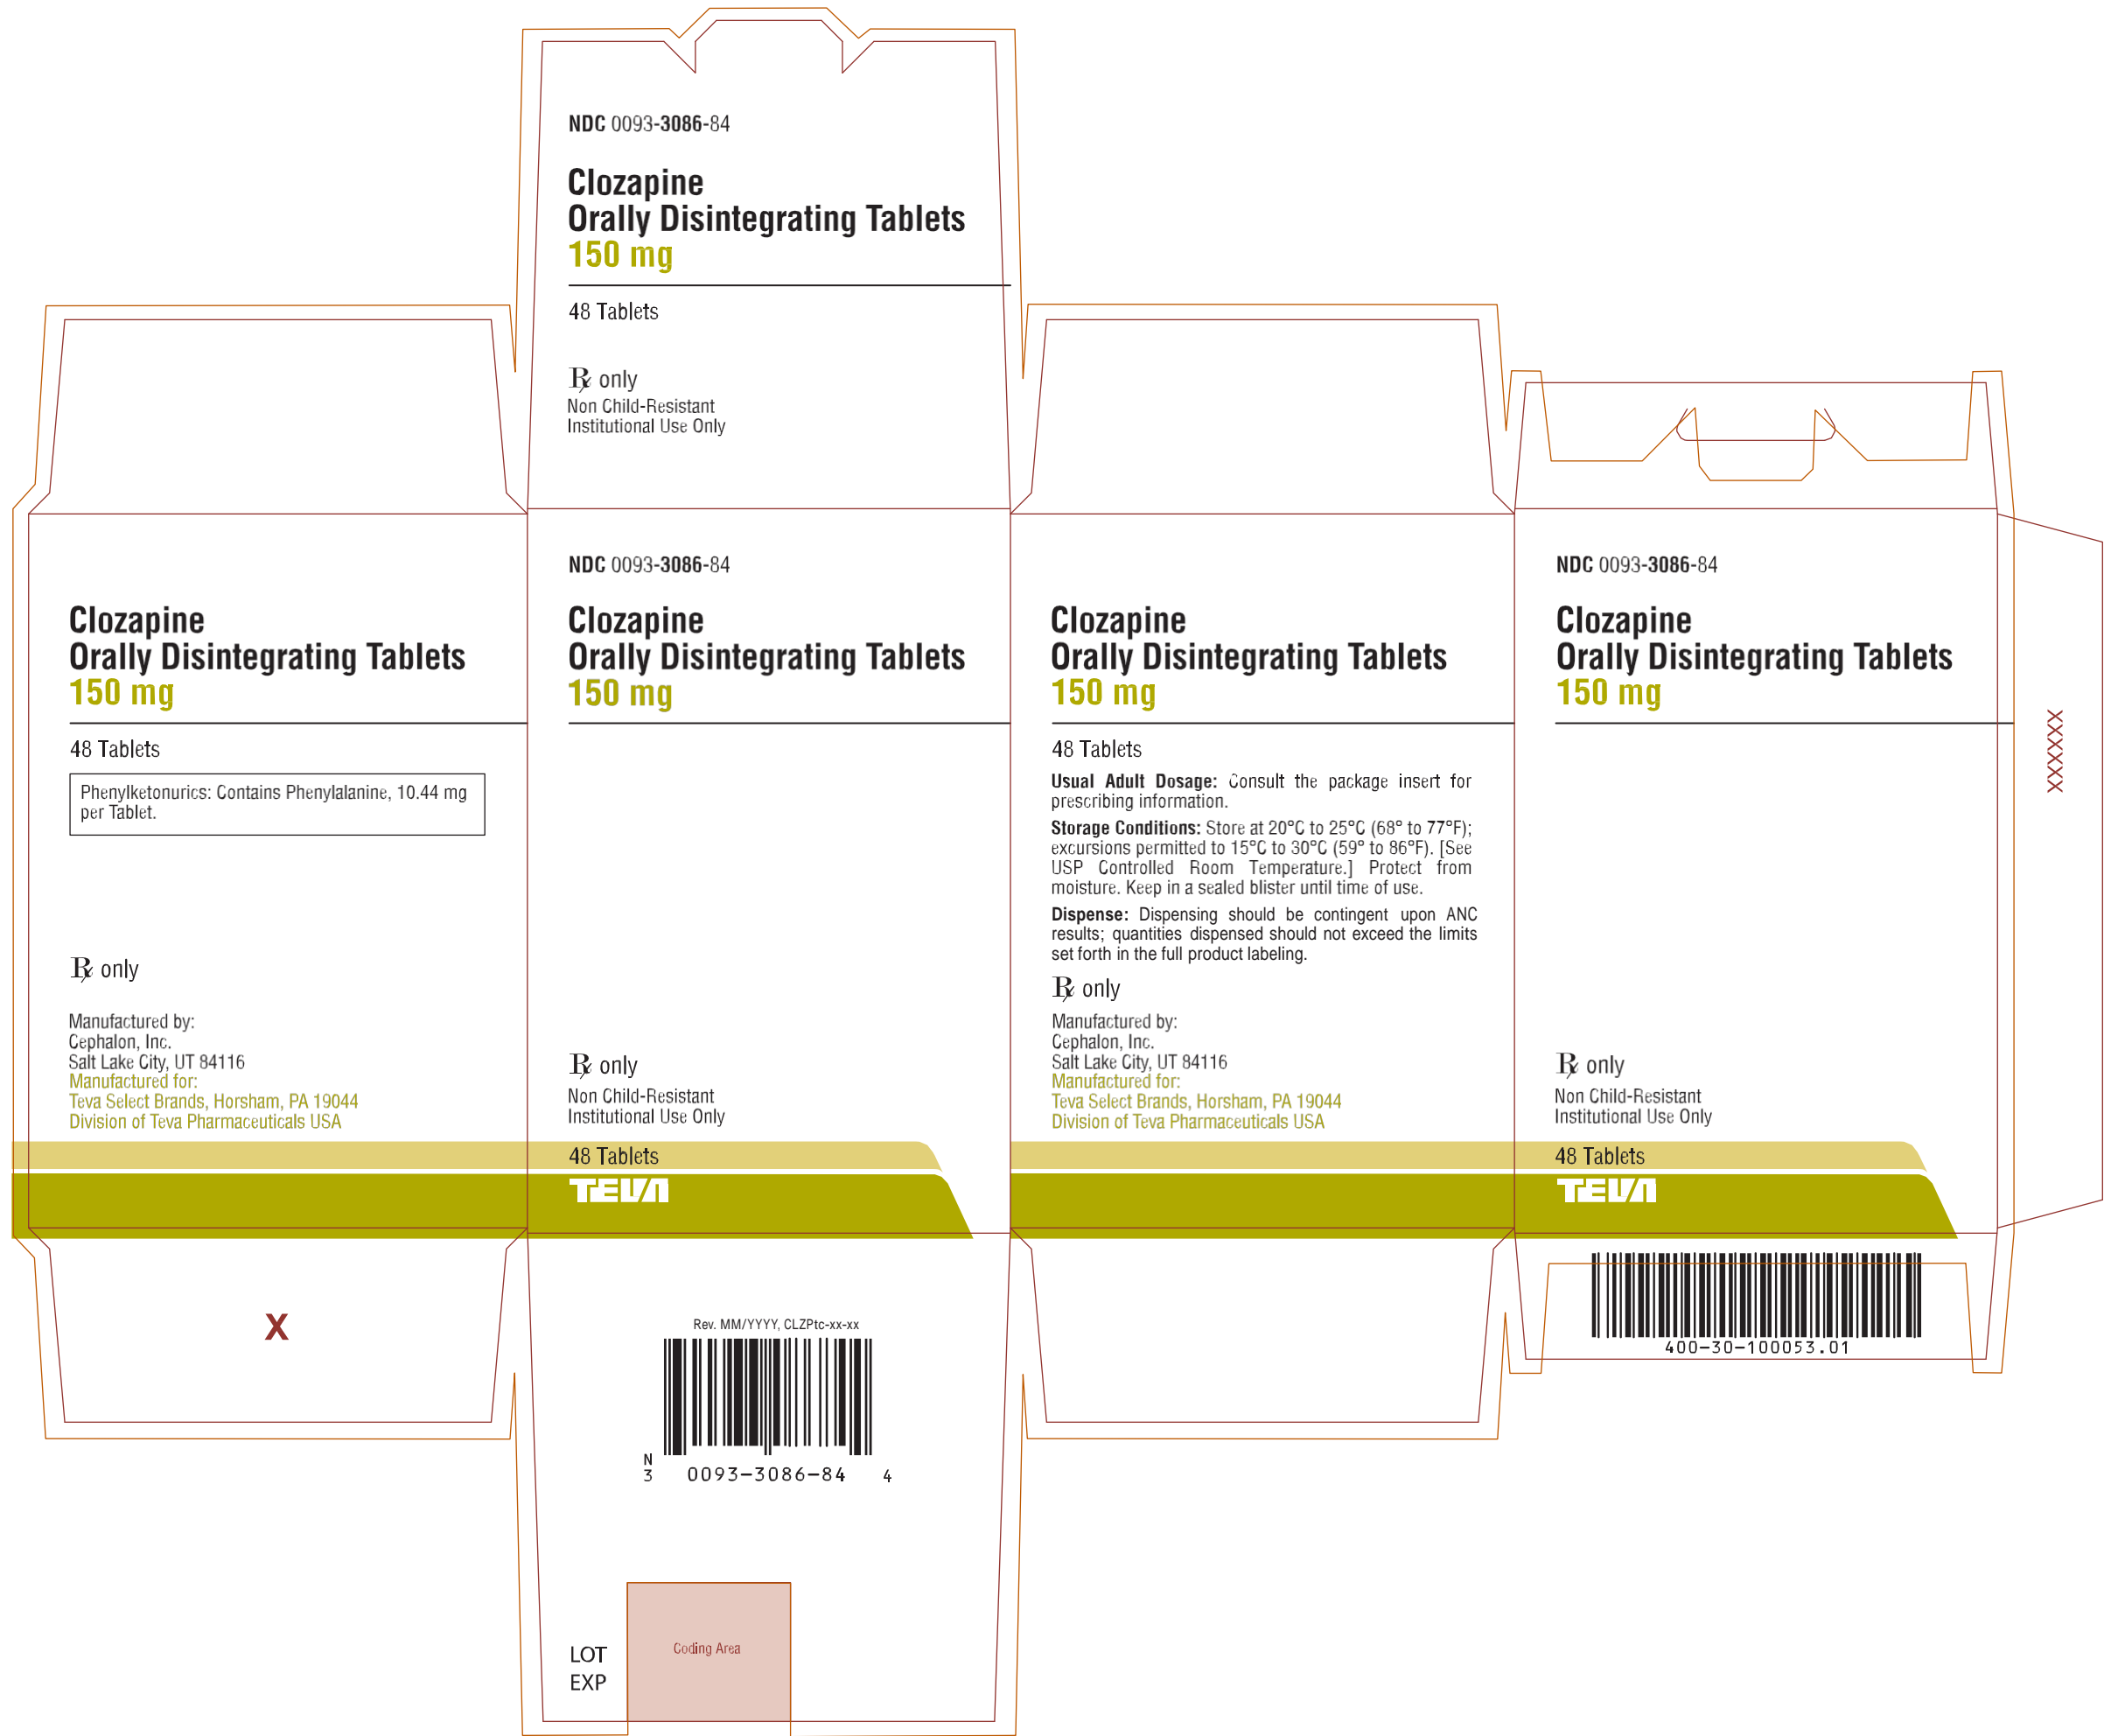 NDC 0093-3086-84
Clozapine
Orally Disintegrating Tablets
150 mg
48 Tablets
℞ only
Non Child-Resistant
Institutional Use Only
Clozapine
Orally Disintegrating Tablets
150 mg
48 Tablets
Phenylketonurics: Contains Phenylalanine, 10.44 mg
per Tablet.
℞ only
Manufactured by:
Cephalon, Inc.
Salt Lake City, UT 84116
Manufactured for:
Teva Select Brands, Horsham, PA 19044
Division of Teva Pharmaceuticals USA
NDC 0093-3086-84
Clozapine
Orally Disintegrating Tablets
150 mg
℞ only
Non Child-Resistant
Institutional Use Only
48 Tablets
TEVA
Clozapine
Orally Disintegrating Tablets
150 mg
48 Tablets
Usual Adult Dosage: Consult the package insert for
prescribing information.
Storage Conditions: Store at 20°C to 25°C (68° to 77°F);
excursions permitted to 15°C to 30°C (59° to 86°F). [See
USP Controlled Room Temperature.] Protect from
moisture. Keep in a sealed blister until time of use.
Dispense: Dispensing should be contingent upon ANC
results; quantities dispensed should not exceed the limits
set forth in the full product labeling.
℞ only
Manufactured by:
Cephalon, Inc.
Salt Lake City, UT 84116
Manufactured for:
Teva Select Brands, Horsham, PA 19044
Division of Teva Pharmaceuticals USA
NDC 0093-3086-84
Clozapine
Orally Disintegrating Tablets
150 mg
℞ only
Non Child-Resistant
Institutional Use Only
48 Tablets
TEVA
XXXXXX
X
Rev. MM/YYYY, CLZPtc-xx-xx
N
3 0093-3086-84 4
400-30-100053.01
LOT
EXP
Coding Area